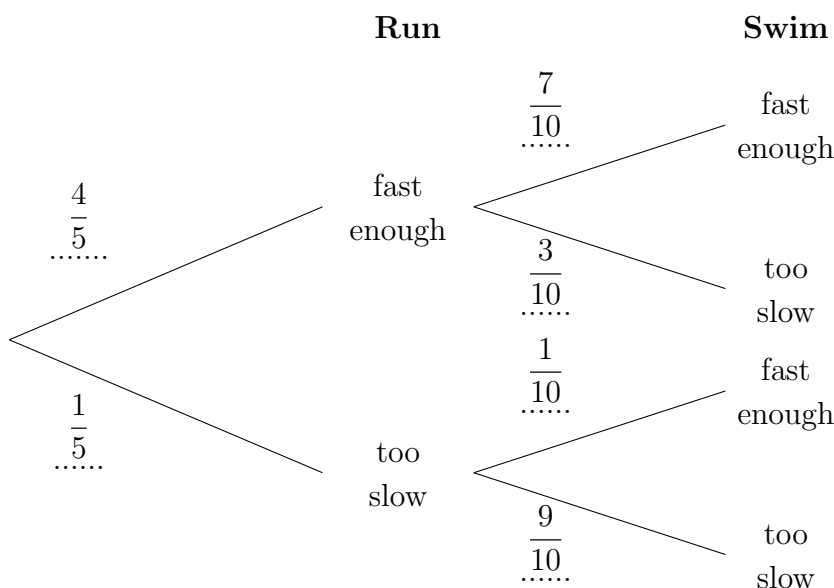 Run
Swim
7/10
fast
enough
4/5
fast
enough
3/10
too
slow
1/10
fast
enough
1/5
too
slow
9/10
too
slow